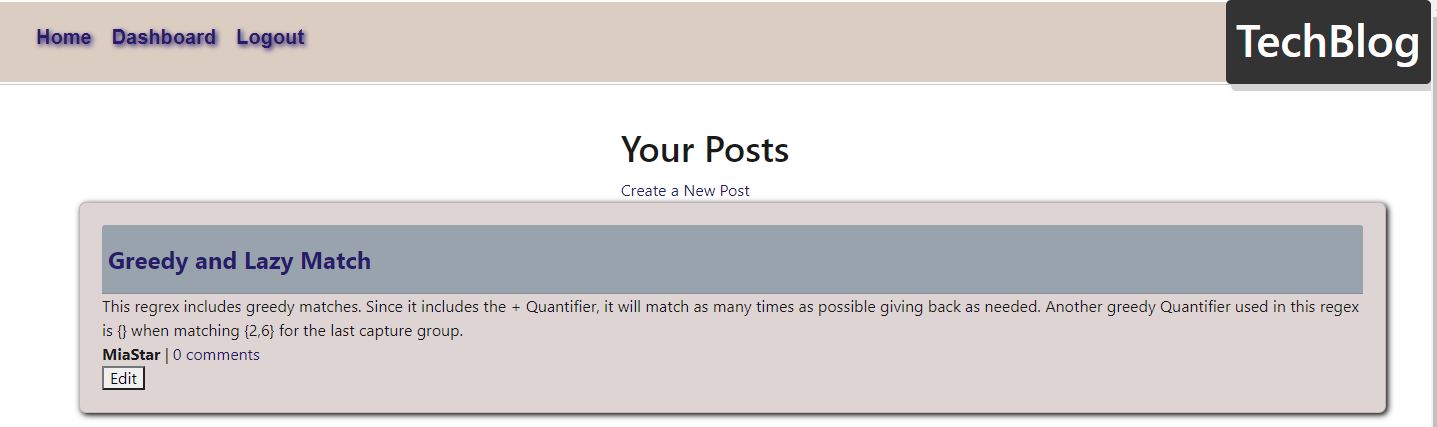 Home Dashboard Logout
TechBlog
Your Posts
Create a New Post
Greedy and Lazy Match
This regrex includes greedy matches. Since it includes the + Quantifier, it will match as many times as possible giving back as needed. Another greedy Quantifier used in this regex
is {} when matching {2,6} for the last capture group.
MiaStar | 0 comments
Edit